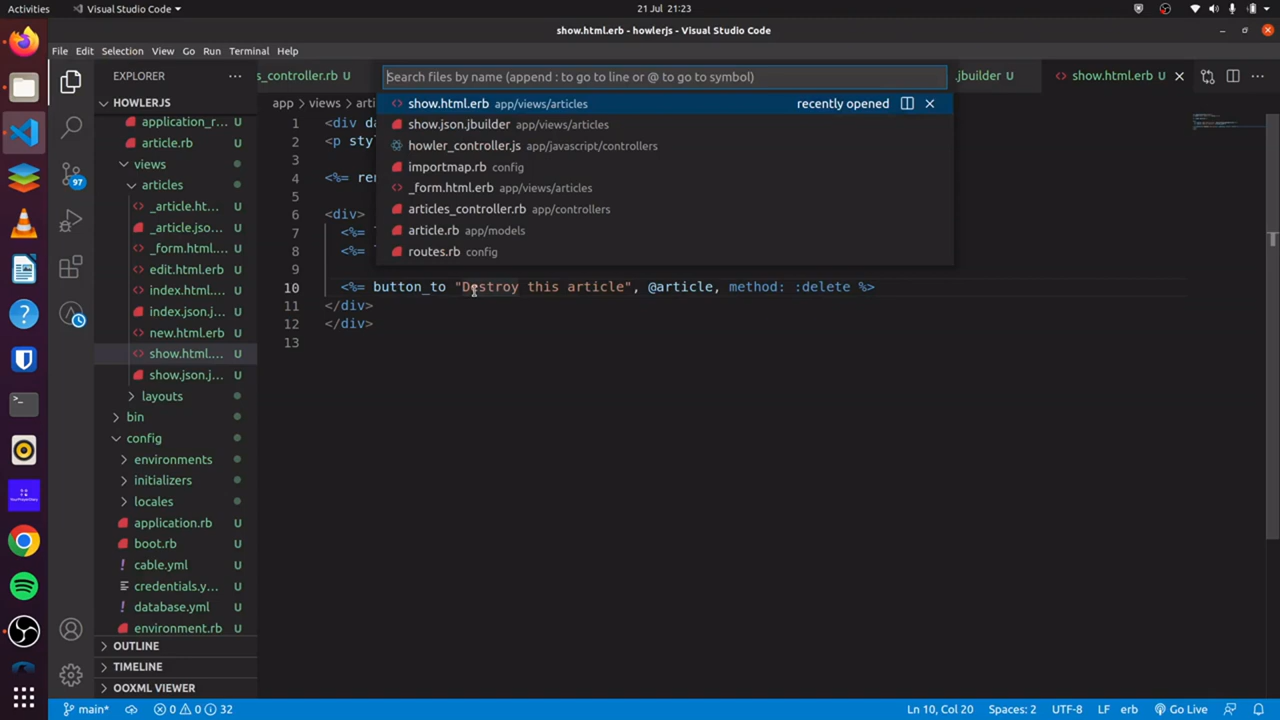 Activities
Visual Studio Code
21 Jul 21:23
show.html.erb - howlerjs - Visual Studio Code
File Edit Selection View Go Run Terminal Help
EXPLORER
s_controller.rb U
Search files by name (append : to go to line or @ to go to symbol)
.jbuilder U
show.html.erb U
HOWLERJS
application_r... U
article.rb U
views
articles
_article.ht... U
_article.jso... U
_form.html.... U
edit.html.erb U
index.html.... U
index.json.j... U
new.html.erb U
show.html.... U
show.json.j... U
layouts
bin
config
environments
initializers
locales
application.rb U
boot.rb U
cable.yml U
credentials.y... U
database.yml U
environment.rb U
OUTLINE
TIMELINE
OOXML VIEWER
97
app > views > arti
show.html.erb app/views/articles recently opened
show.json.jbuilder app/views/articles
howler_controller.js app/javascript/controllers
importmap.rb config
_form.html.erb app/views/articles
articles_controller.rb app/controllers
article.rb app/models
routes.rb config
1 <div da
2 <p sty
3
4 <%= re
5
6 <div>
7 <%=
8 <%=
9
10 <%= button_to "Destroy this article", @article, method: :delete %>
11 </div>
12 </div>
13
main* 0 0 32
Ln 10, Col 20 Spaces: 2 UTF-8 LF erb Go Live